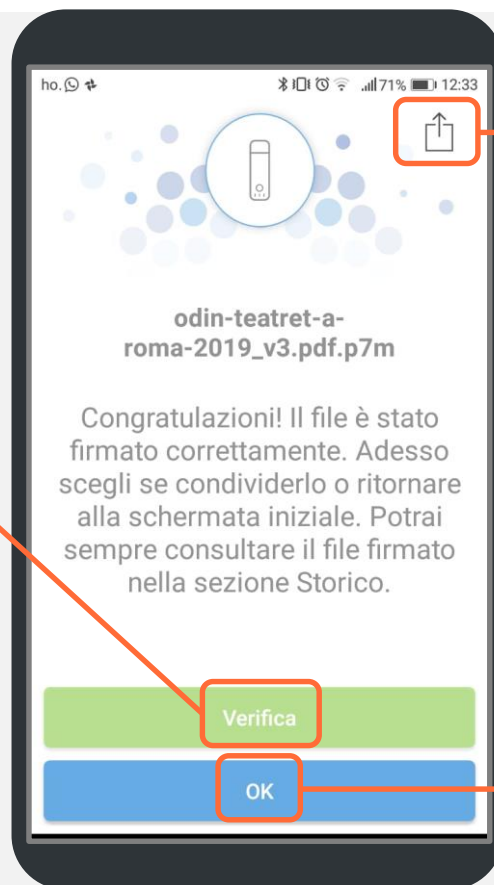 ho. 71% 12:33
odin-teatret-a-
roma-2019_v3.pdf.p7m
Congratulazioni! Il file è stato
firmato correttamente. Adesso
scegli se condividerlo o ritornare
alla schermata iniziale. Potrai
sempre consultare il file firmato
nella sezione Storico.
Verifica
OK